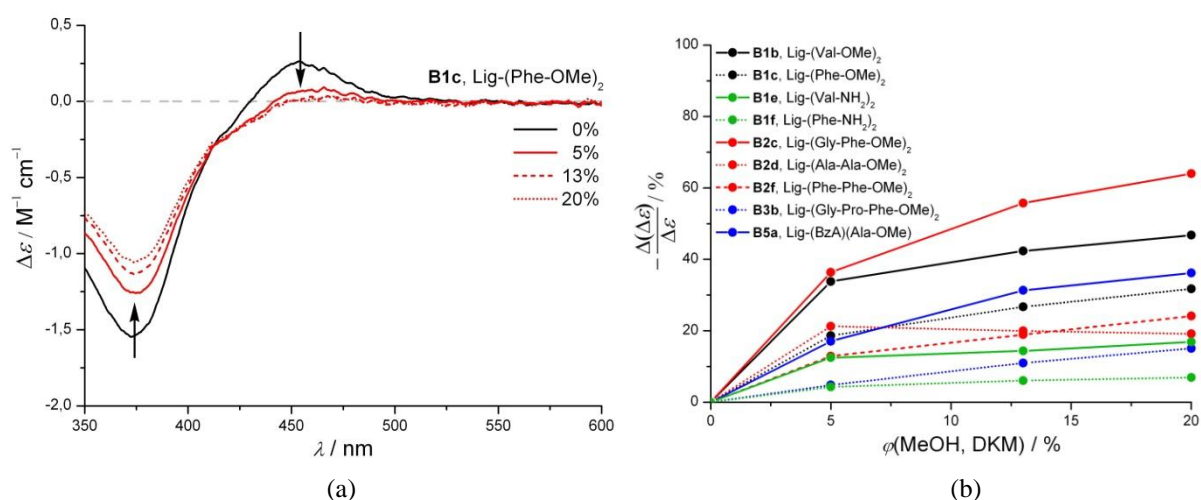 0,5
0,0
-0,5
-1,0
-1,5
-2,0
Δε / M⁻¹ cm⁻¹
B1c, Lig-(Phe-OMe)₂
0%
5%
13%
20%
350 400 450 500 550 600
λ / nm
(a)
100
80
60
40
20
0
− Δ(Δε)/Δε / %
B1b, Lig-(Val-OMe)₂
B1c, Lig-(Phe-OMe)₂
B1e, Lig-(Val-NH₂)₂
B1f, Lig-(Phe-NH₂)₂
B2c, Lig-(Gly-Phe-OMe)₂
B2d, Lig-(Ala-Ala-OMe)₂
B2f, Lig-(Phe-Phe-OMe)₂
B3b, Lig-(Gly-Pro-Phe-OMe)₂
B5a, Lig-(BzA)(Ala-OMe)
0 5 10 15 20
φ(MeOH, DKM) / %
(b)